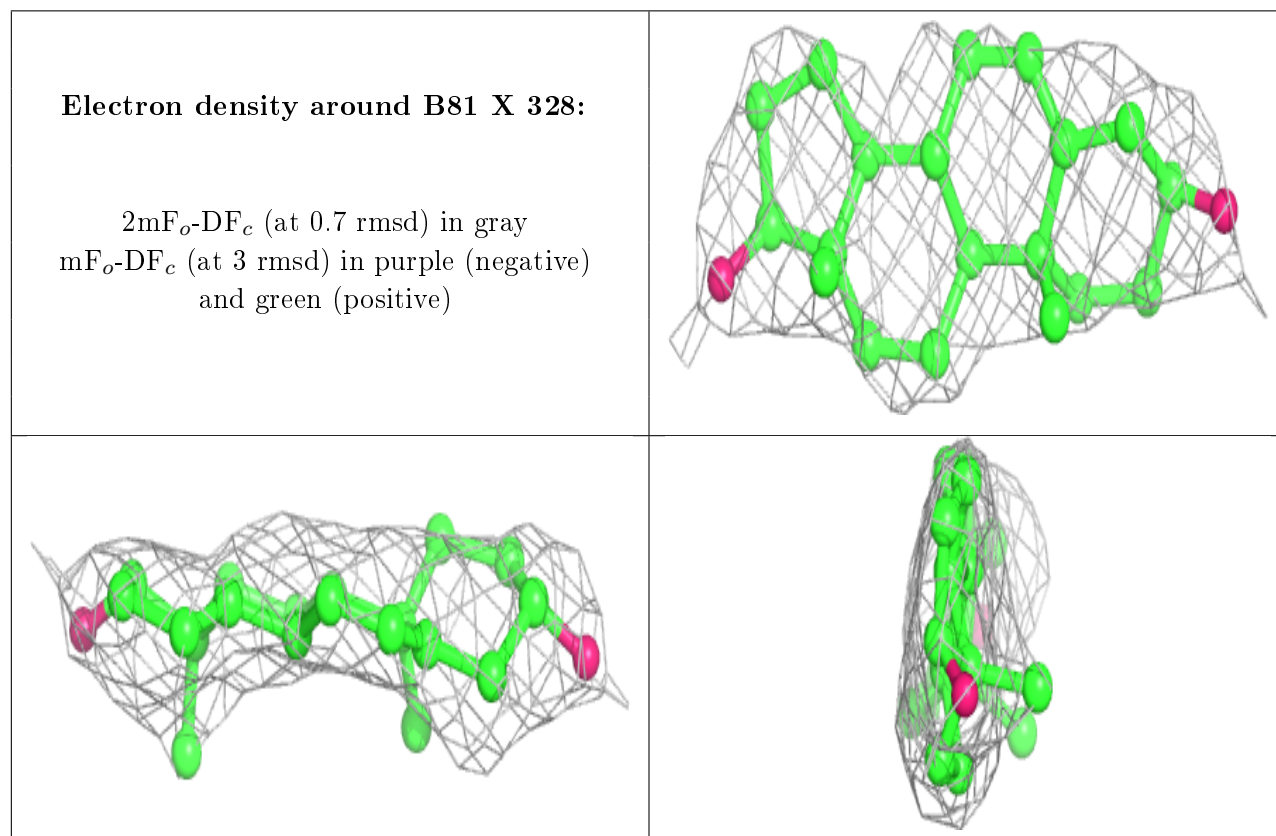 Electron density around B81 X 328:
2mFₒ-DF𝒸 (at 0.7 rmsd) in gray
mFₒ-DF𝒸 (at 3 rmsd) in purple (negative)
and green (positive)